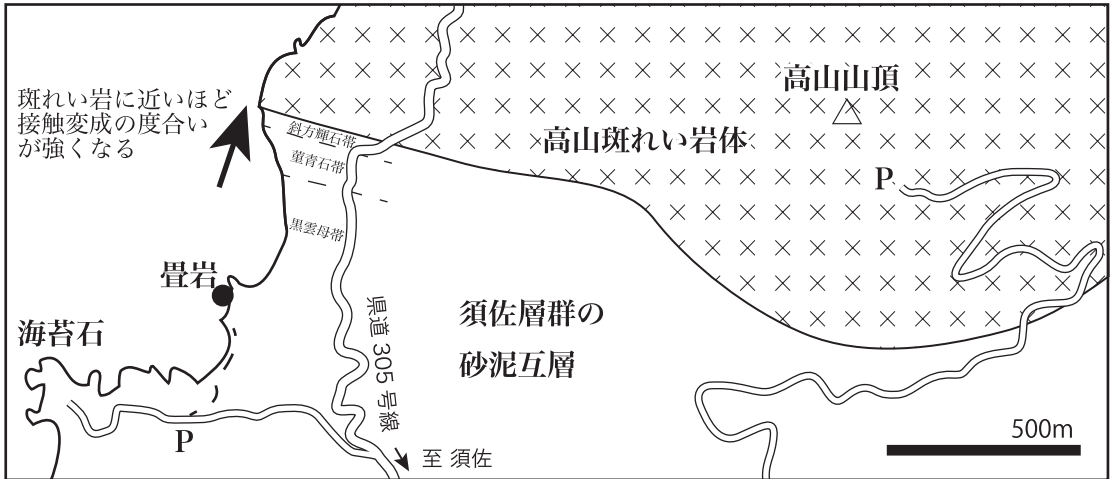 高山山頂
斑れい岩に近いほど
接触変成の度合い
が強くなる
斜方輝石帯
高山斑れい岩体
菫青石帯
P
黒雲母帯
畳岩
海苔石
須佐層群の
砂泥互層
県道 305 号線
P
至 須佐
500m